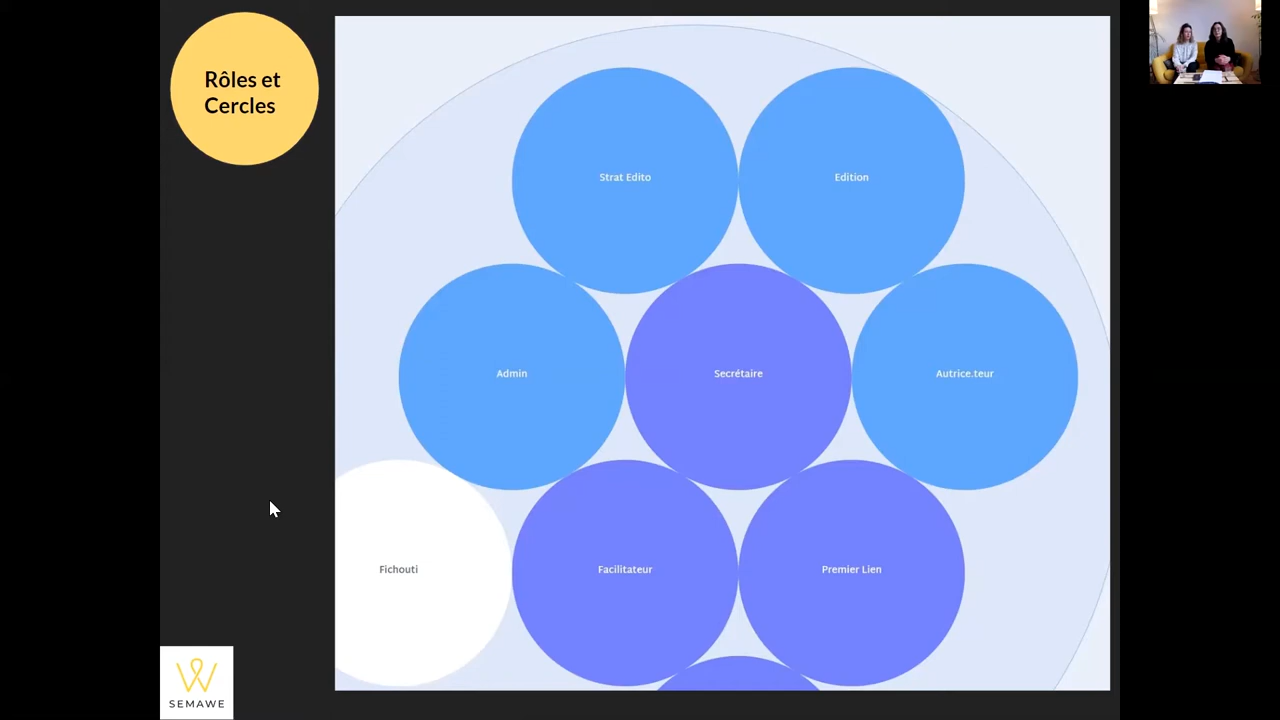 Rôles et
Cercles
Strat Edito
Edition
Admin
Secrétaire
Autrice.teur
Fichouti
Facilitateur
Premier Lien
SEMAWE